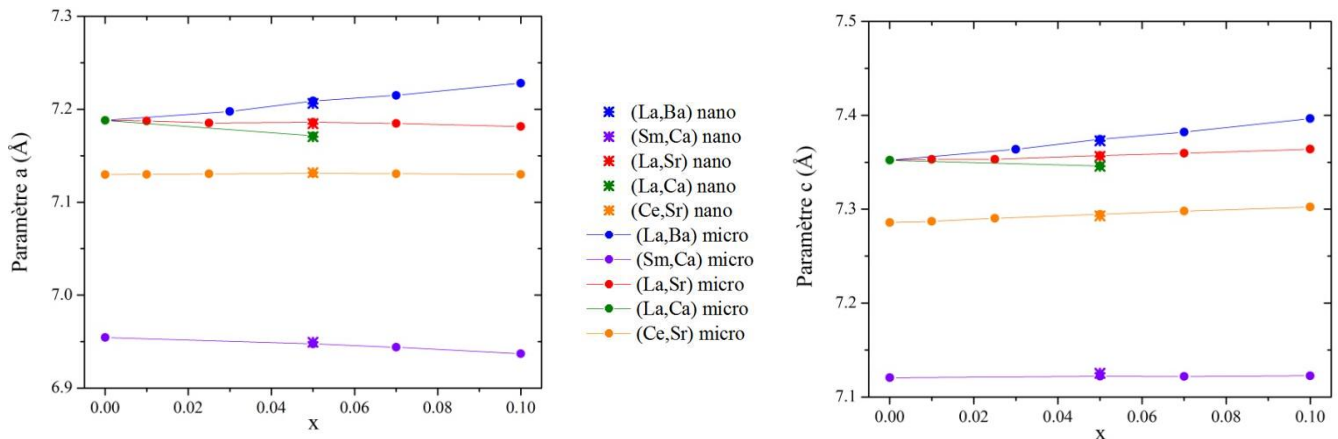 7.3
7.2
7.1
7.0
6.9
Paramètre a (Å)
0.00 0.02 0.04 0.06 0.08 0.10
x
(La,Ba) nano
(Sm,Ca) nano
(La,Sr) nano
(La,Ca) nano
(Ce,Sr) nano
(La,Ba) micro
(Sm,Ca) micro
(La,Sr) micro
(La,Ca) micro
(Ce,Sr) micro
7.5
7.4
7.3
7.2
7.1
Paramètre c (Å)
0.00 0.02 0.04 0.06 0.08 0.10
x